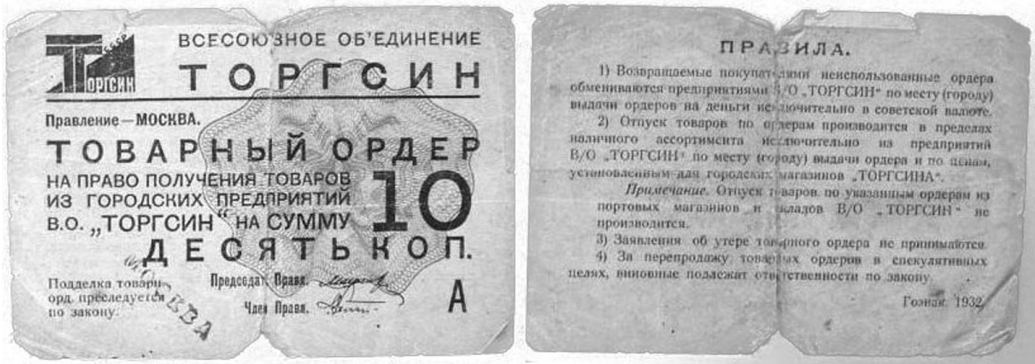 ТОРГСИН
ВСЕСОЮЗНОЕ ОБ'ЕДИНЕНИЕ
ТОРГСИН
Правление—МОСКВА.
ТОВАРНЫЙ ОРДЕР
НА ПРАВО ПОЛУЧЕНИЯ ТОВАРОВ
ИЗ ГОРОДСКИХ ПРЕДПРИЯТИЙ
В.О. „ТОРГСИН“ НА СУММУ
10
ДЕСЯТЬ КОП.
Подделка товарн.
орд. преследуется
по закону.
МОСКВА
Председат. Правл.
Член Правл.
А
ПРАВИЛА.
1) Возвращаемые покупателями неиспользованные ордера
обмениваются предприятиями В/О „ТОРГСИН“ по месту (городу)
выдачи ордеров на деньги исключительно в советской валюте.
2) Отпуск товаров по ордерам производится в пределах
наличного ассортимента исключительно из предприятий
В/О „ТОРГСИН“ по месту (городу) выдачи ордера и по ценам,
установленным для городских магазинов „ТОРГСИНА“.
Примечание. Отпуск товаров по указанным ордерам из
портовых магазинов и складов В/О „ТОРГСИН“ не
производится.
3) Заявления об утере товарного ордера не принимаются.
4) За перепродажу товарных ордеров в спекулятивных
целях, виновные подлежат ответственности по закону.
Гознак. 1932.